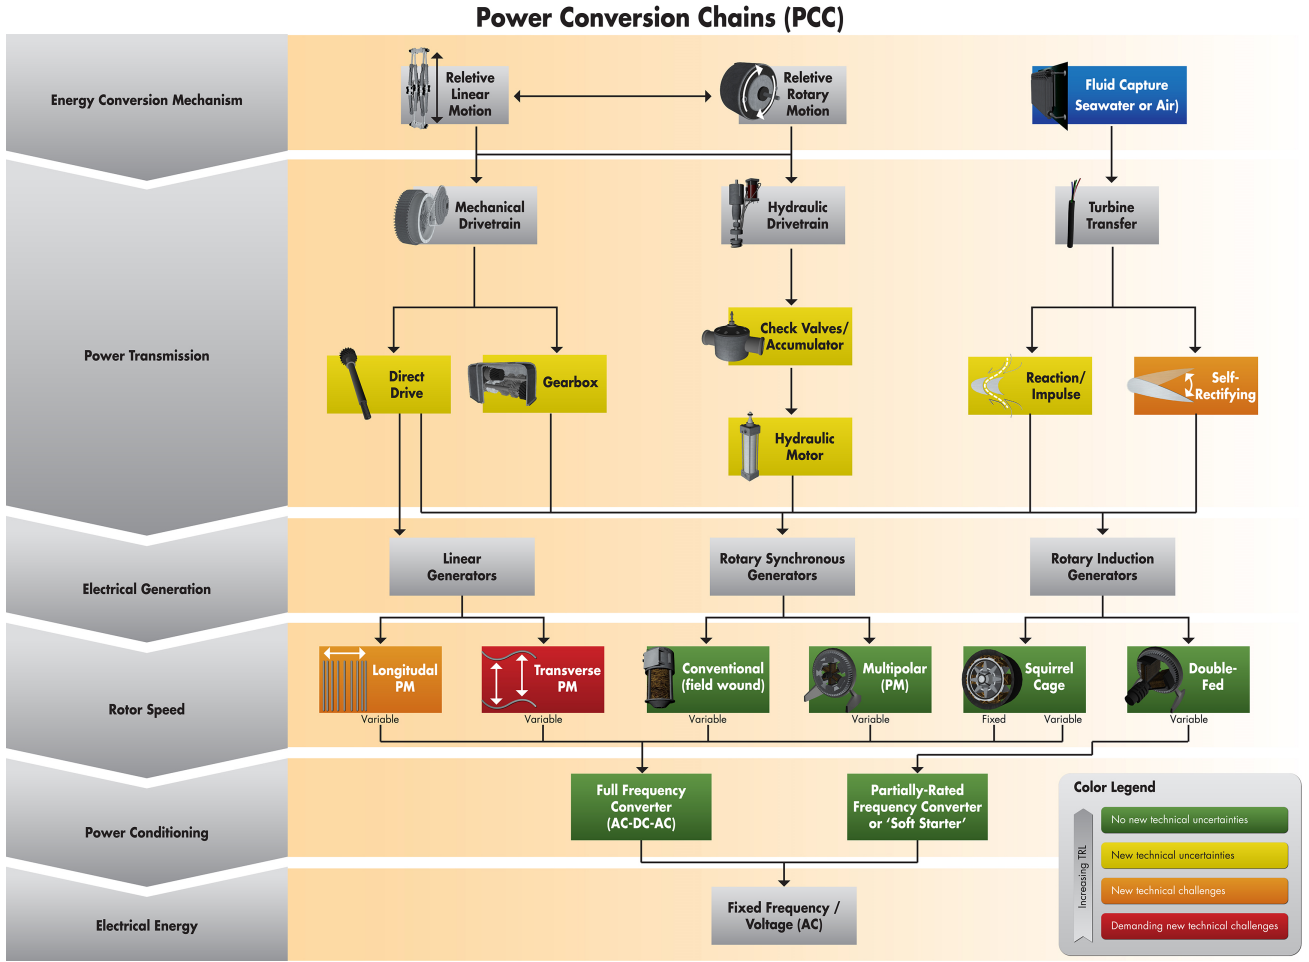 Power Conversion Chains (PCC)
Energy Conversion Mechanism
Reletive
Linear
Motion
Reletive
Rotary
Motion
Fluid Capture
Seawater or Air)
Power Transmission
Mechanical
Drivetrain
Hydraulic
Drivetrain
Turbine
Transfer
Check Valves/
Accumulator
Direct
Drive
Gearbox
Reaction/
Impulse
Self-
Rectifying
Hydraulic
Motor
Electrical Generation
Linear
Generators
Rotary Synchronous
Generators
Rotary Induction
Generators
Rotor Speed
Longitudal
PM
Variable
Transverse
PM
Variable
Conventional
(field wound)
Variable
Multipolar
(PM)
Variable
Squirrel
Cage
Fixed
Variable
Double-
Fed
Variable
Power Conditioning
Full Frequency
Converter
(AC-DC-AC)
Partially-Rated
Frequency Converter
or ‘Soft Starter’
Electrical Energy
Fixed Frequency /
Voltage (AC)
Color Legend
Increasing TRL
No new technical uncertainties
New technical uncertainties
New technical challenges
Demanding new technical challenges